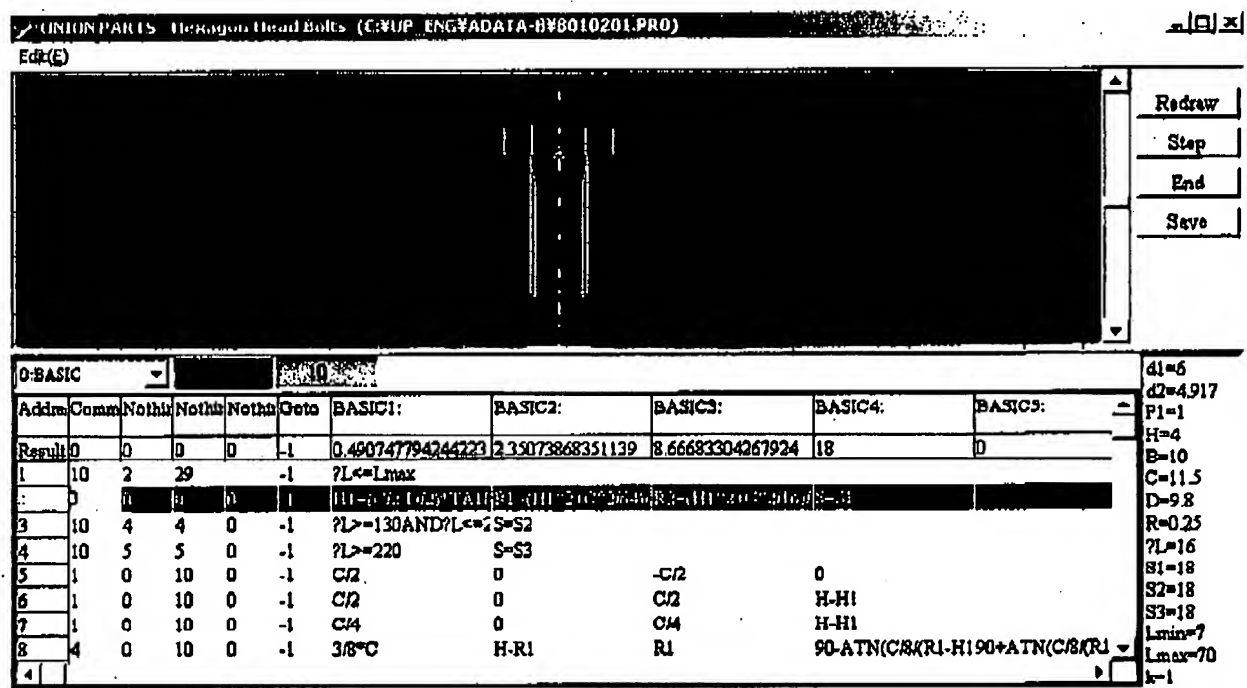 UNION PARTS Hexagon Head Bolts (C:¥UP_ENG¥ADATA-B¥8010201.PRO)
Edit(E)
Redraw
Step
End
Save
0:BASIC 10
Addre Comm Nothin Nothin Nothin Goto BASIC1: BASIC2: BASIC3: BASIC4: BASIC5:
Result 0 0 0 0 -1 0.490747794244223 2.35073868351139 8.66683304267924 18 0
1 10 2 29 -1 ?L<=Lmax
3 10 4 4 0 -1 ?L>=130AND?L<=2 S=S2
4 10 5 5 0 -1 ?L>=220 S=S3
5 1 0 10 0 -1 C/2 0 -C/2 0
6 1 0 10 0 -1 C/2 0 C/2 H-H1
7 1 0 10 0 -1 C/4 0 C/4 H-H1
8 4 0 10 0 -1 3/8*C H-R1 R1 90-ATN(C/8/(R1-H1 90+ATN(C/8/(R1
d1=6
d2=4.917
P1=1
H=4
B=10
C=11.5
D=9.8
R=0.25
?L=16
S1=18
S2=18
S3=18
Lmin=7
Lmax=70
k=1